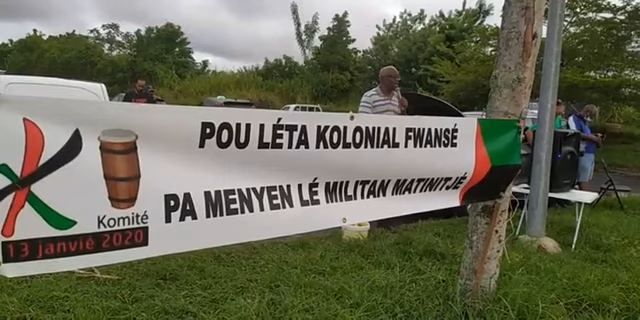 POU LÉTA KOLONIAL FWANSÉ
PA MENYEN LÉ MILITAN MATINITJÉ
Komité
13 janvié 2020